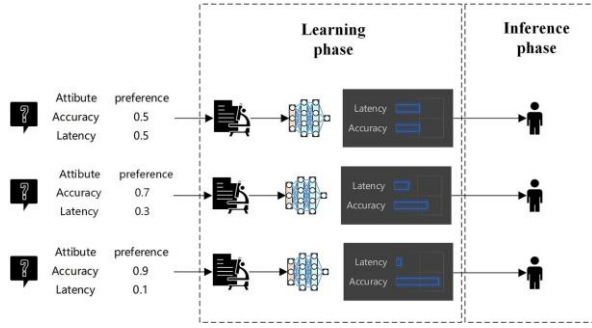 Learning
phase
Inference
phase
Attibute preference
Accuracy 0.5
Latency 0.5
Latency
Accuracy
Attibute preference
Accuracy 0.7
Latency 0.3
Latency
Accuracy
Attibute preference
Accuracy 0.9
Latency 0.1
Latency
Accuracy